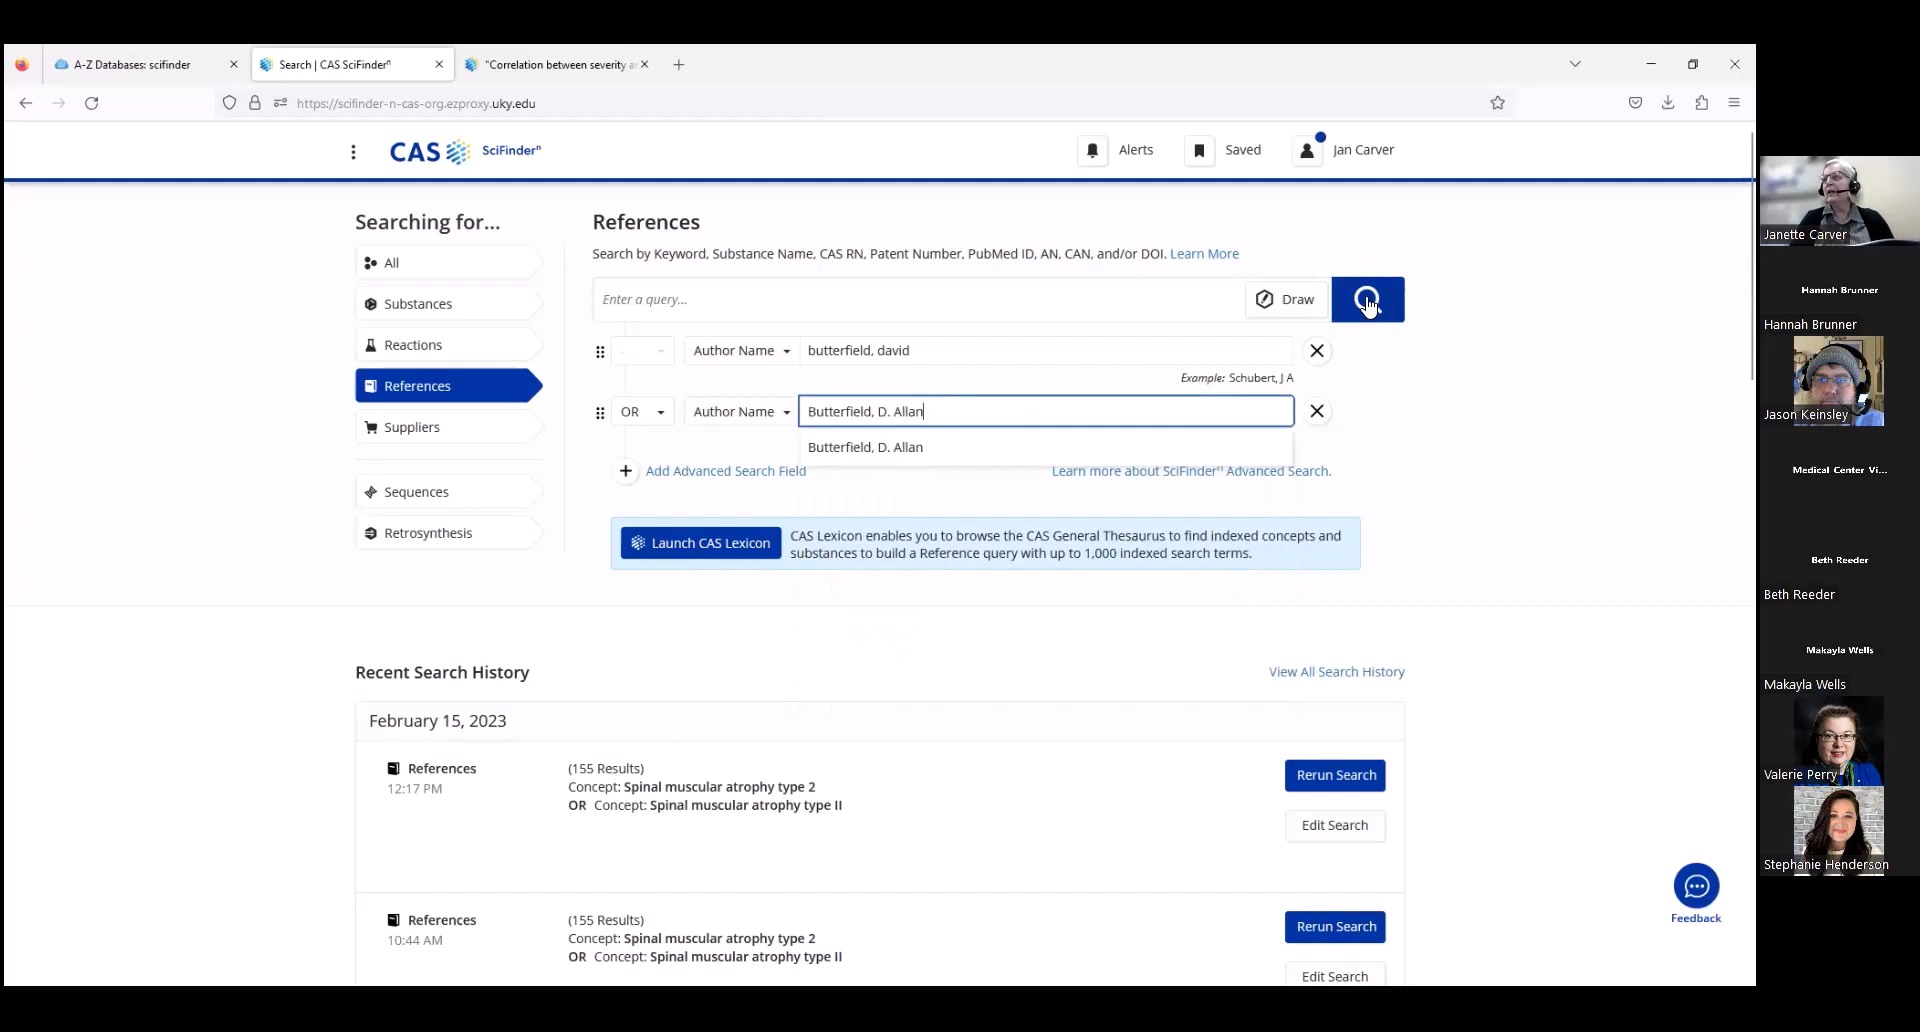 A-Z Databases: scifinder
Search | CAS SciFinderⁿ
"Correlation between severity a
https://scifinder-n-cas-org.ezproxy.uky.edu
CAS SciFinderⁿ
Alerts
Saved
Jan Carver
Searching for...
All
Substances
Reactions
References
Suppliers
Sequences
Retrosynthesis
References
Search by Keyword, Substance Name, CAS RN, Patent Number, PubMed ID, AN, CAN, and/or DOI. Learn More
Enter a query...
Draw
Author Name
butterfield, david
Example: Schubert, J A
OR
Author Name
Butterfield, D. Allan
Butterfield, D. Allan
Add Advanced Search Field
Learn more about SciFinderⁿ Advanced Search.
Launch CAS Lexicon
CAS Lexicon enables you to browse the CAS General Thesaurus to find indexed concepts and
substances to build a Reference query with up to 1,000 indexed search terms.
Recent Search History
View All Search History
February 15, 2023
References
12:17 PM
(155 Results)
Concept: Spinal muscular atrophy type 2
OR Concept: Spinal muscular atrophy type II
Rerun Search
Edit Search
References
10:44 AM
(155 Results)
Concept: Spinal muscular atrophy type 2
OR Concept: Spinal muscular atrophy type II
Rerun Search
Edit Search
Feedback
Janette Carver
Hannah Brunner
Hannah Brunner
Jason Keinsley
Medical Center Vi...
Beth Reeder
Beth Reeder
Makayla Wells
Makayla Wells
Valerie Perry
Stephanie Henderson